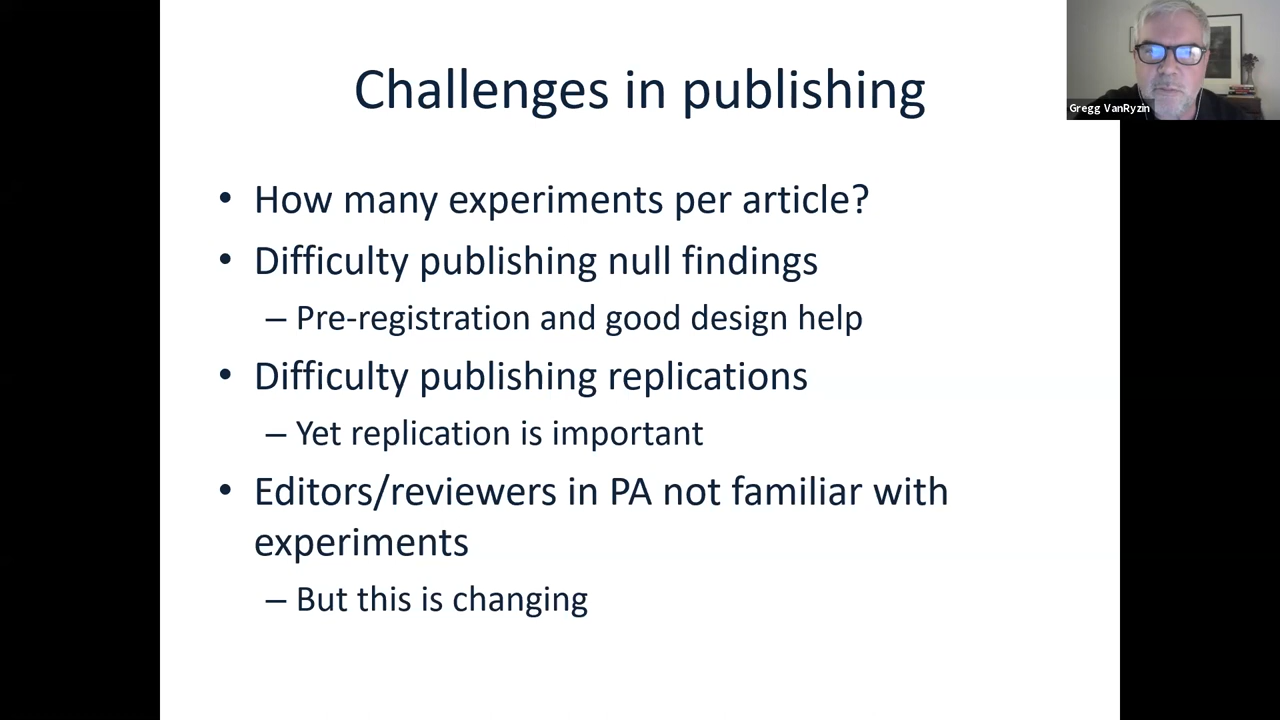 Challenges in publishing
Gregg VanRyzin
• How many experiments per article?
• Difficulty publishing null findings
– Pre-registration and good design help
• Difficulty publishing replications
– Yet replication is important
• Editors/reviewers in PA not familiar with
experiments
– But this is changing